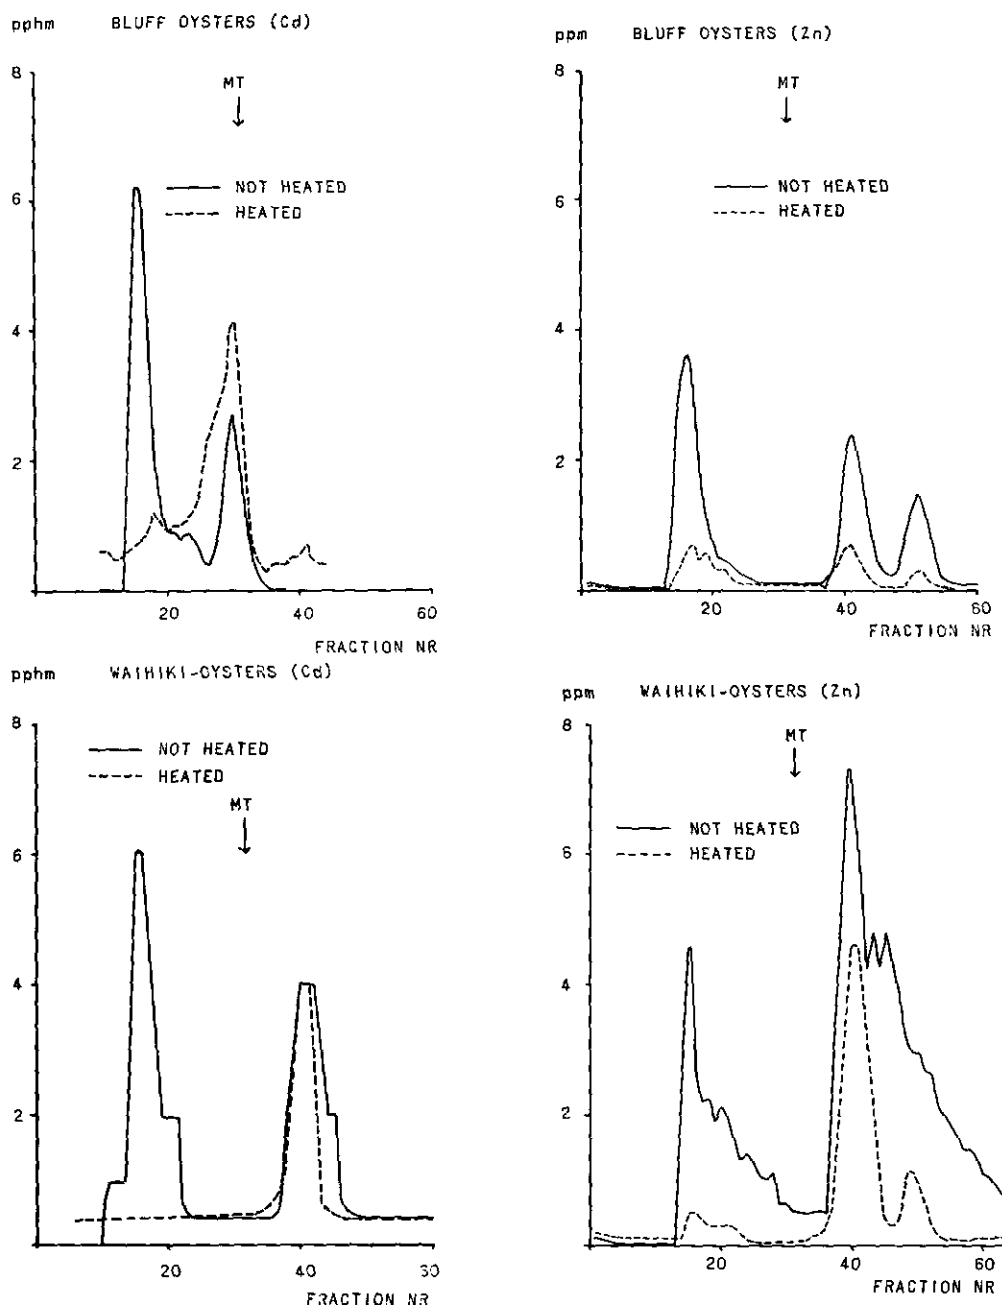 pphm BLUFF OYSTERS (Cd)
8
MT
NOT HEATED
6
HEATED
4
2
20 40 60
FRACTION NR
ppm BLUFF OYSTERS (Zn)
8
MT
NOT HEATED
6
HEATED
4
2
20 40 60
FRACTION NR
pphm WAIHIKI-OYSTERS (Cd)
8
NOT HEATED
HEATED
MT
6
4
2
20 40 30
FRACTION NR
ppm WAIHIKI-OYSTERS (Zn)
8
MT
NOT HEATED
6
HEATED
4
2
20 40 60
FRACTION NR